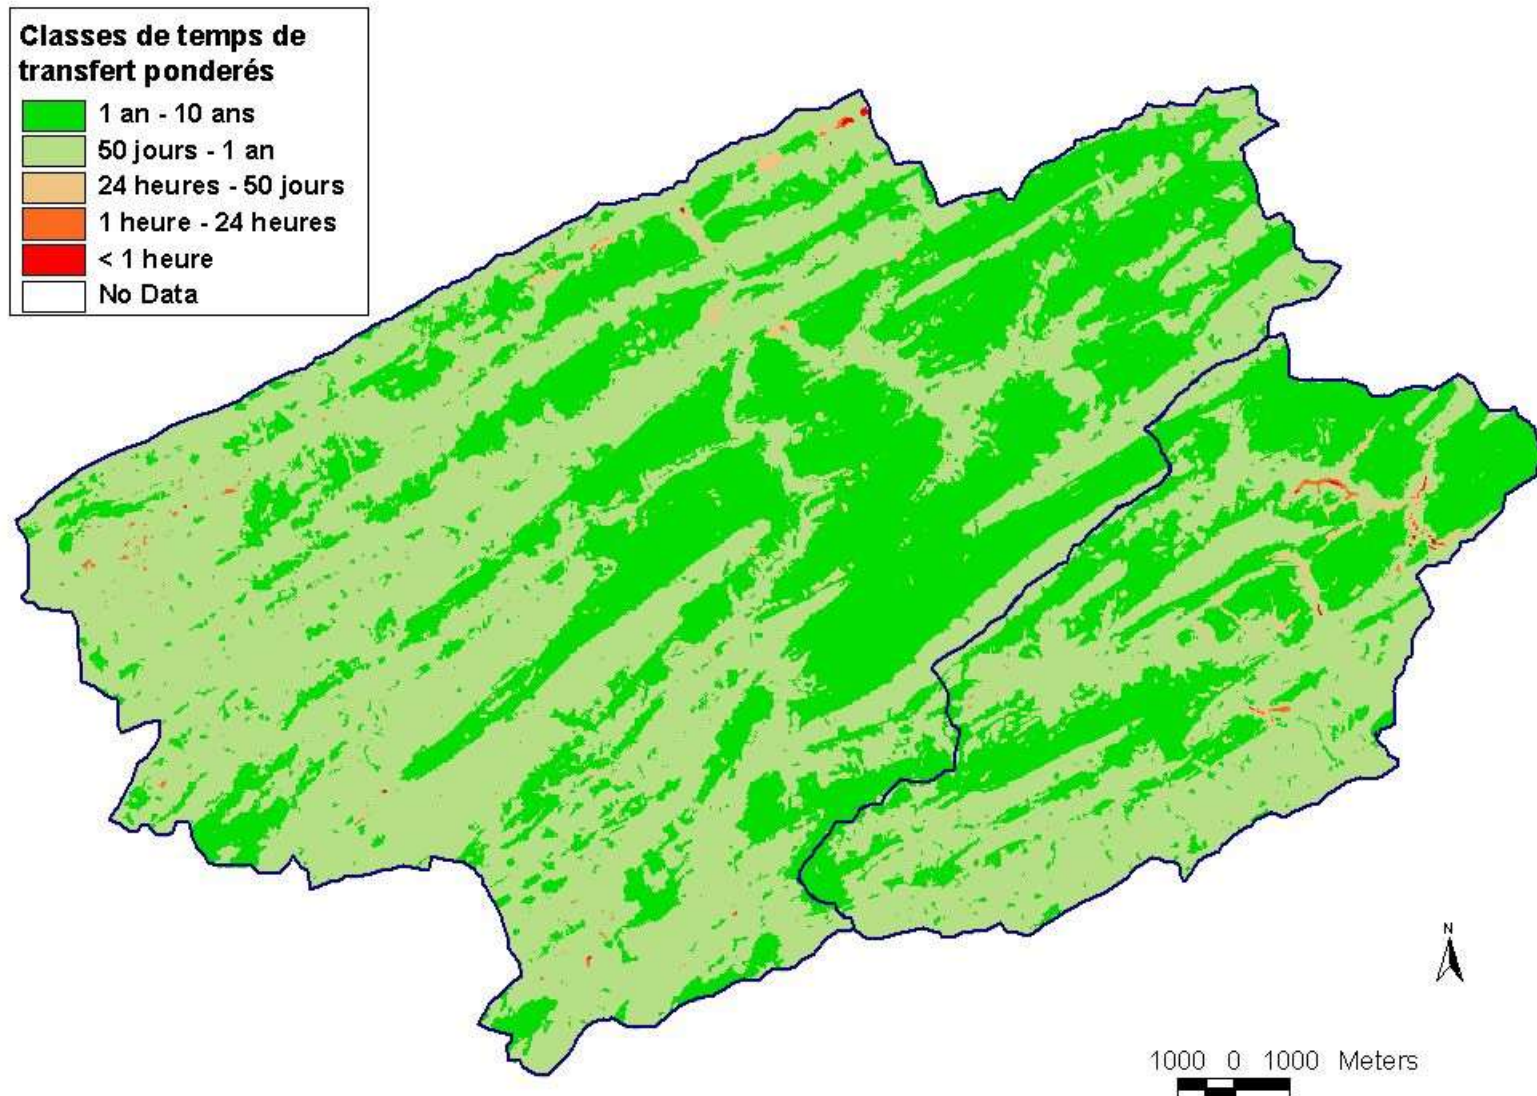 Classes de temps de
transfert ponderés
1 an - 10 ans
50 jours - 1 an
24 heures - 50 jours
1 heure - 24 heures
< 1 heure
No Data
N
1000 0 1000 Meters